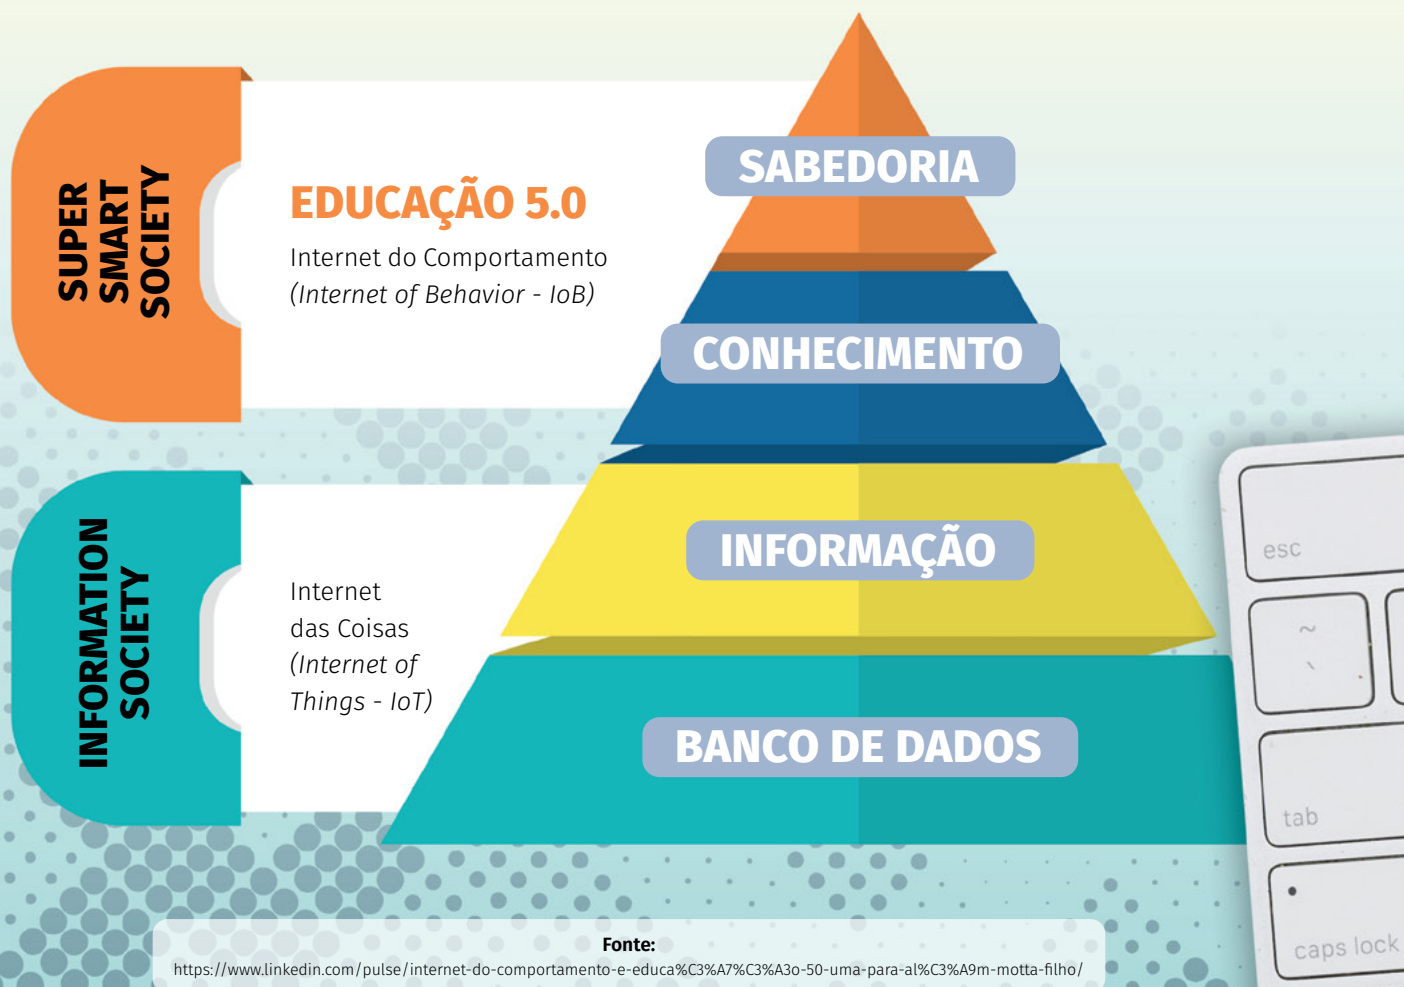 SUPER
SMART
SOCIETY
EDUCAÇÃO 5.0
Internet do Comportamento
(Internet of Behavior - IoB)
SABEDORIA
CONHECIMENTO
INFORMATION
SOCIETY
Internet
das Coisas
(Internet of
Things - IoT)
INFORMAÇÃO
BANCO DE DADOS
esc
~
`
tab
caps lock
Fonte:
https://www.linkedin.com/pulse/internet-do-comportamento-e-educa%C3%A7%C3%A3o-50-uma-para-al%C3%A9m-motta-filho/